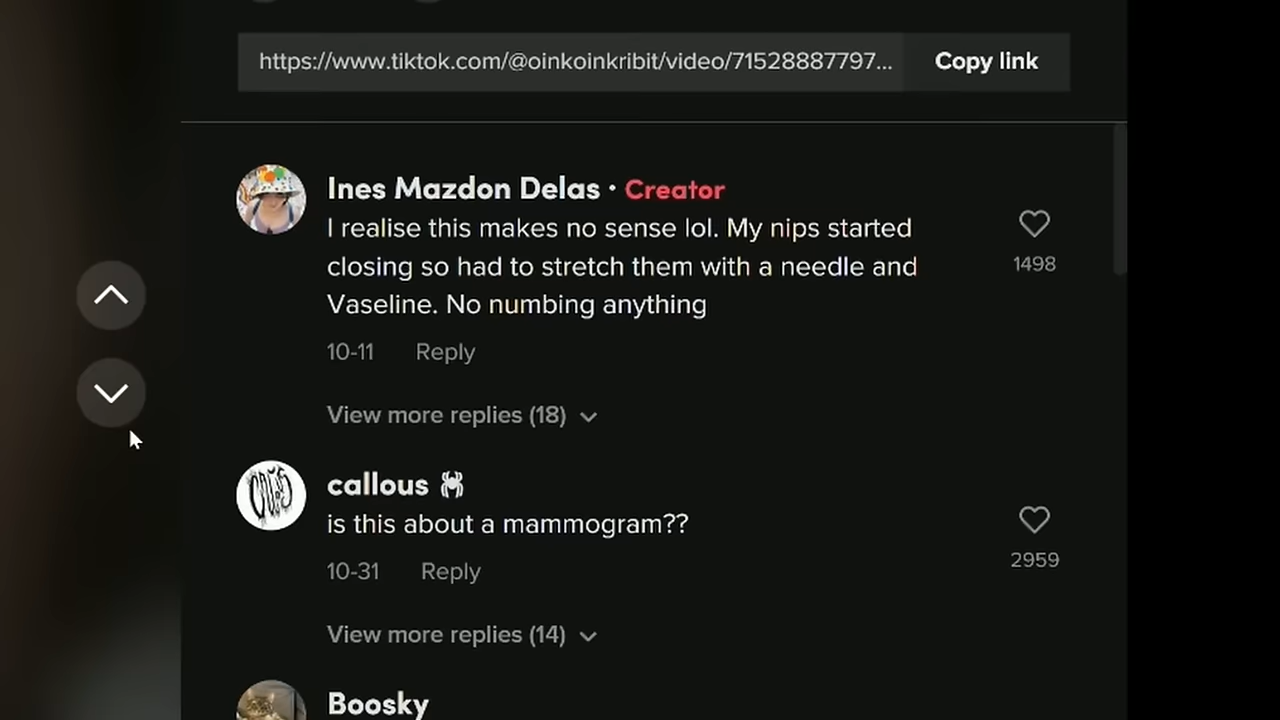 https://www.tiktok.com/@oinkoinkribit/video/71528887797...
Copy link
Ines Mazdon Delas · Creator
I realise this makes no sense lol. My nips started
closing so had to stretch them with a needle and
Vaseline. No numbing anything
1498
10-11 Reply
View more replies (18)
callous 🕷
is this about a mammogram??
2959
10-31 Reply
View more replies (14)
Boosky